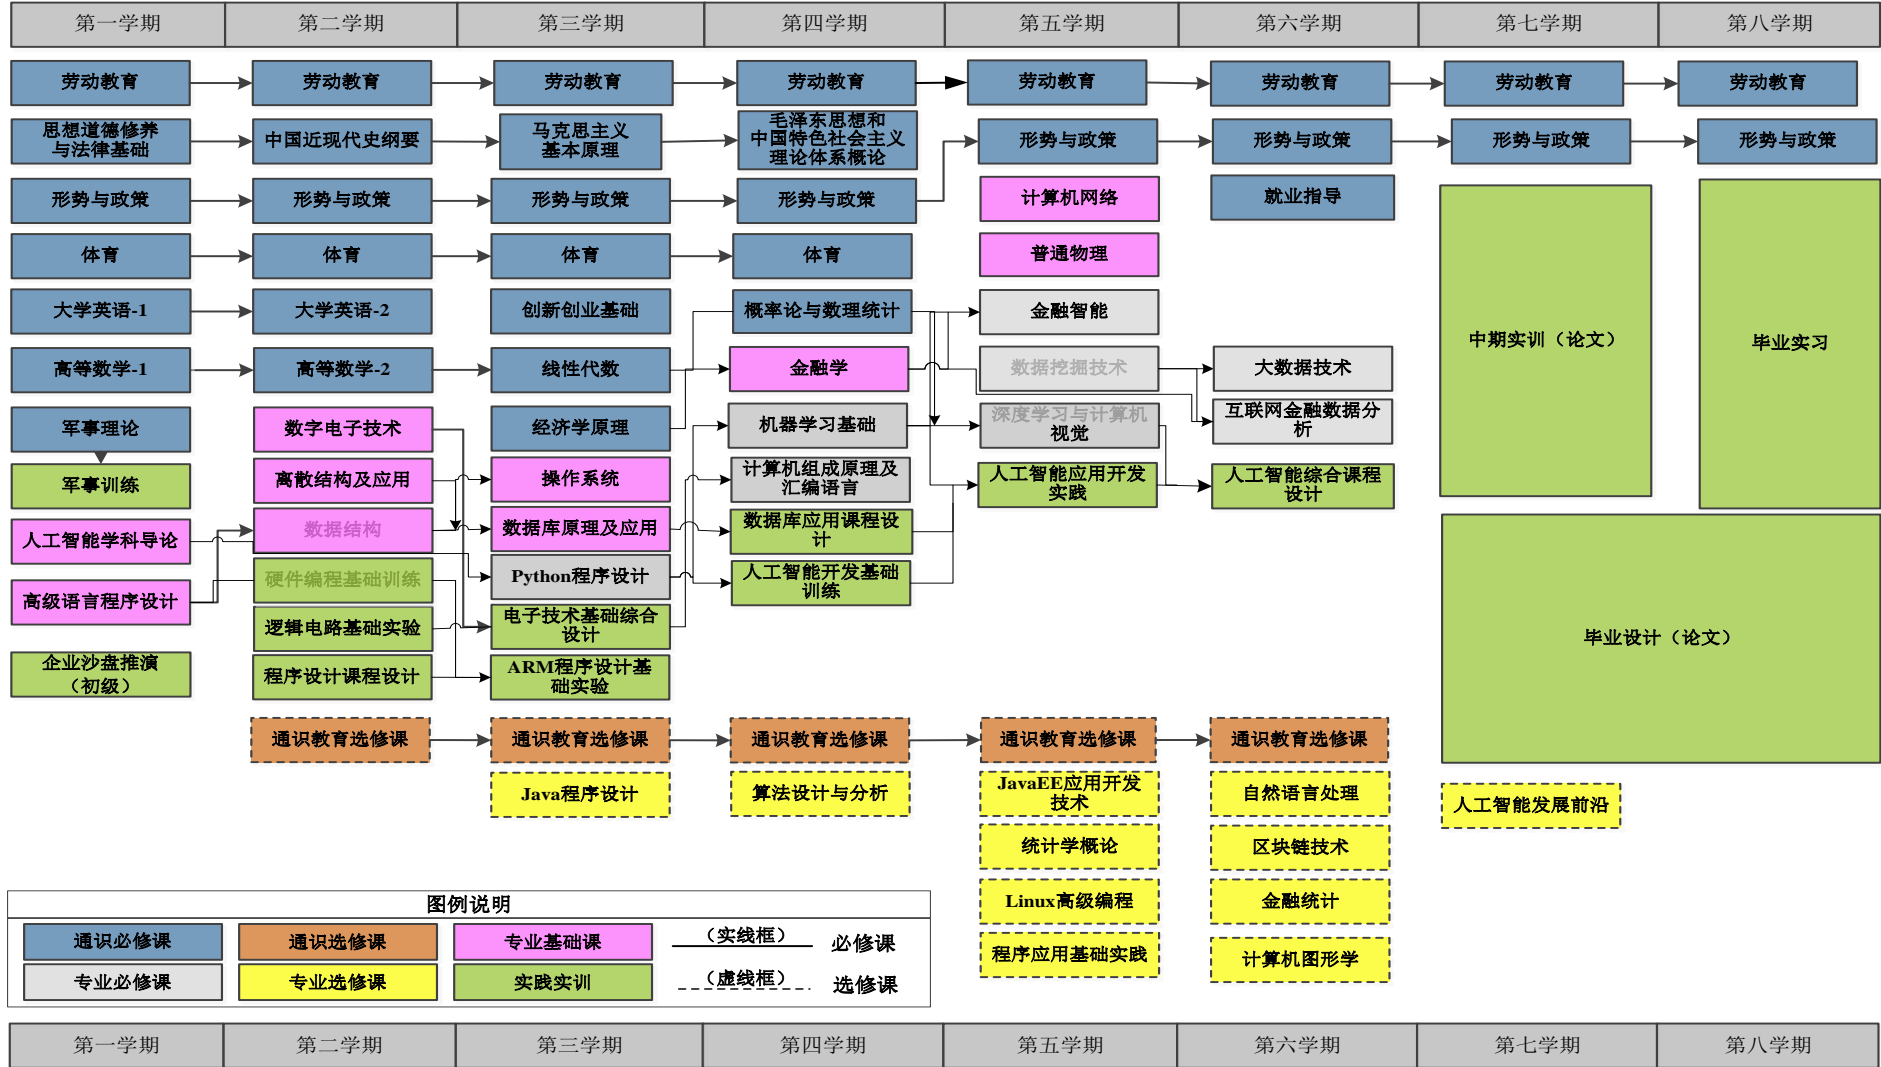 第一学期
第二学期
第三学期
第四学期
第五学期
第六学期
第七学期
第八学期
劳动教育
劳动教育
劳动教育
劳动教育
劳动教育
劳动教育
劳动教育
劳动教育
思想道德修养
与法律基础
中国近现代史纲要
马克思主义
基本原理
毛泽东思想和
中国特色社会主义
理论体系概论
形势与政策
形势与政策
形势与政策
形势与政策
形势与政策
形势与政策
形势与政策
形势与政策
计算机网络
就业指导
体育
体育
体育
体育
普通物理
大学英语-1
大学英语-2
创新创业基础
概率论与数理统计
金融智能
中期实训（论文）
毕业实习
高等数学-1
高等数学-2
线性代数
金融学
数据挖掘技术
大数据技术
军事理论
数字电子技术
经济学原理
机器学习基础
深度学习与计算机
视觉
互联网金融数据分
析
军事训练
离散结构及应用
操作系统
计算机组成原理及
汇编语言
人工智能应用开发
实践
人工智能综合课程
设计
人工智能学科导论
数据结构
数据库原理及应用
数据库应用课程设
计
高级语言程序设计
硬件编程基础训练
Python程序设计
人工智能开发基础
训练
逻辑电路基础实验
电子技术基础综合
设计
毕业设计（论文）
企业沙盘推演
（初级）
程序设计课程设计
ARM程序设计基
础实验
通识教育选修课
通识教育选修课
通识教育选修课
通识教育选修课
通识教育选修课
Java程序设计
算法设计与分析
JavaEE应用开发
技术
自然语言处理
人工智能发展前沿
统计学概论
区块链技术
Linux高级编程
金融统计
程序应用基础实践
计算机图形学
图例说明
通识必修课
通识选修课
专业基础课
（实线框）
必修课
专业必修课
专业选修课
实践实训
（虚线框）
选修课
第一学期
第二学期
第三学期
第四学期
第五学期
第六学期
第七学期
第八学期